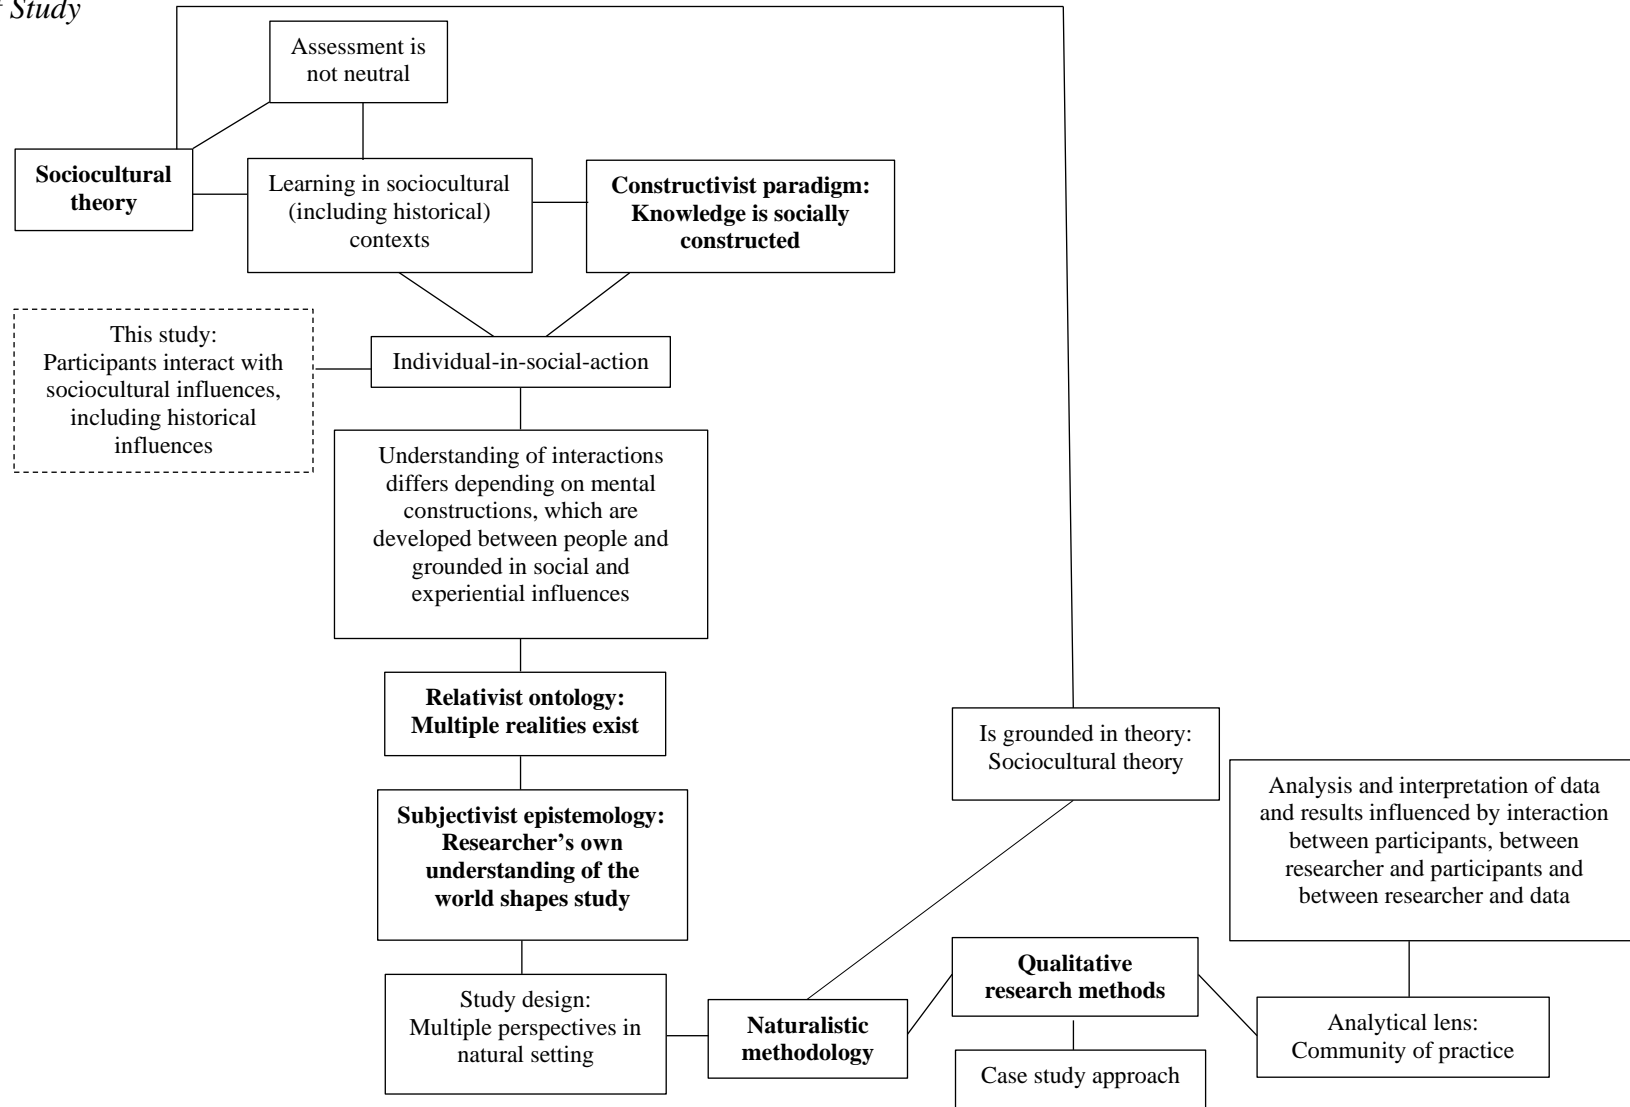 Study
Assessment is
not neutral
Sociocultural
theory
Learning in sociocultural
(including historical)
contexts
Constructivist paradigm:
Knowledge is socially
constructed
This study:
Participants interact with
sociocultural influences,
including historical
influences
Individual-in-social-action
Understanding of interactions
differs depending on mental
constructions, which are
developed between people and
grounded in social and
experiential influences
Relativist ontology:
Multiple realities exist
Is grounded in theory:
Sociocultural theory
Subjectivist epistemology:
Researcher’s own
understanding of the
world shapes study
Analysis and interpretation of data
and results influenced by interaction
between participants, between
researcher and participants and
between researcher and data
Study design:
Multiple perspectives in
natural setting
Naturalistic
methodology
Qualitative
research methods
Case study approach
Analytical lens:
Community of practice